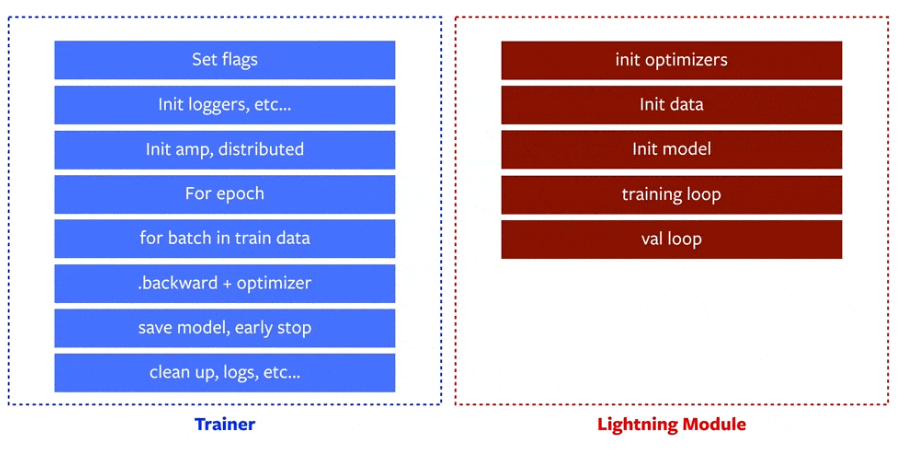 Set flags
Init loggers, etc...
Init amp, distributed
For epoch
for batch in train data
.backward + optimizer
save model, early stop
clean up, logs, etc...
Trainer
init optimizers
Init data
Init model
training loop
val loop
Lightning Module